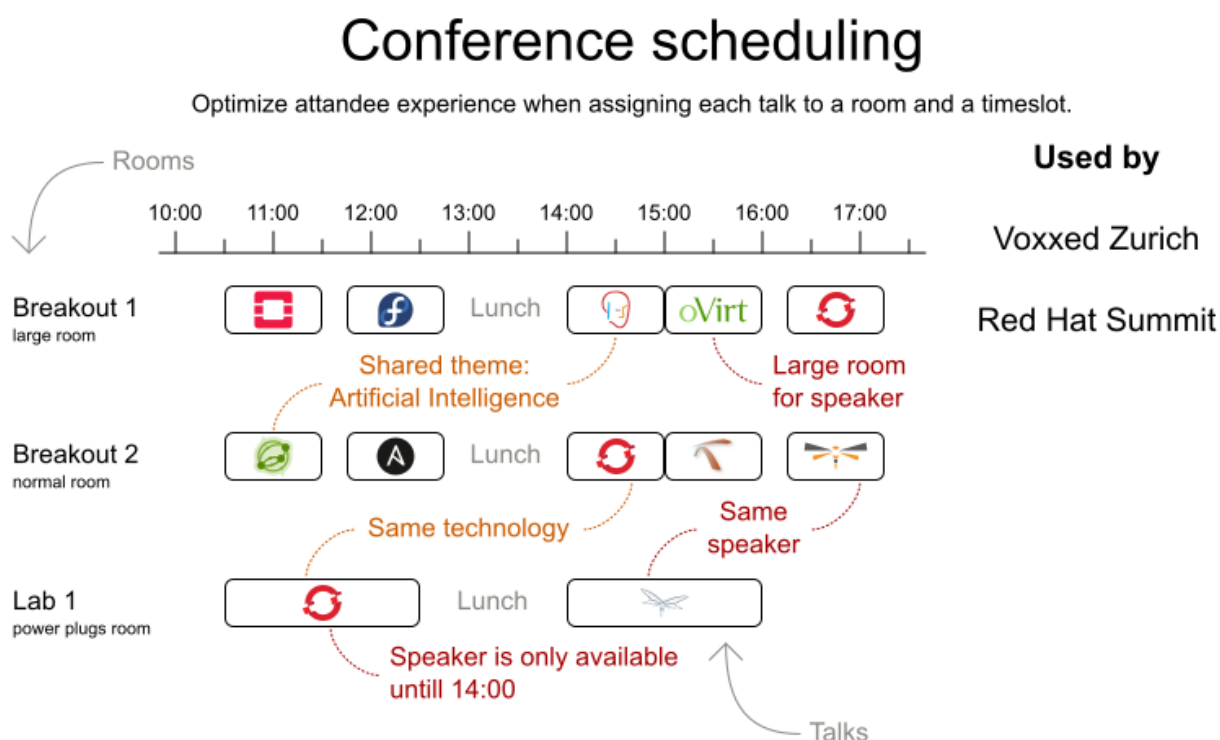 Conference scheduling
Optimize attandee experience when assigning each talk to a room and a timeslot.
Rooms
Used by
10:00 11:00 12:00 13:00 14:00 15:00 16:00 17:00
Voxxed Zurich
Red Hat Summit
Breakout 1
large room
Lunch
oVirt
Shared theme:
Artificial Intelligence
Large room
for speaker
Breakout 2
normal room
Lunch
Same technology
Same
speaker
Lab 1
power plugs room
Lunch
Speaker is only available
untill 14:00
Talks